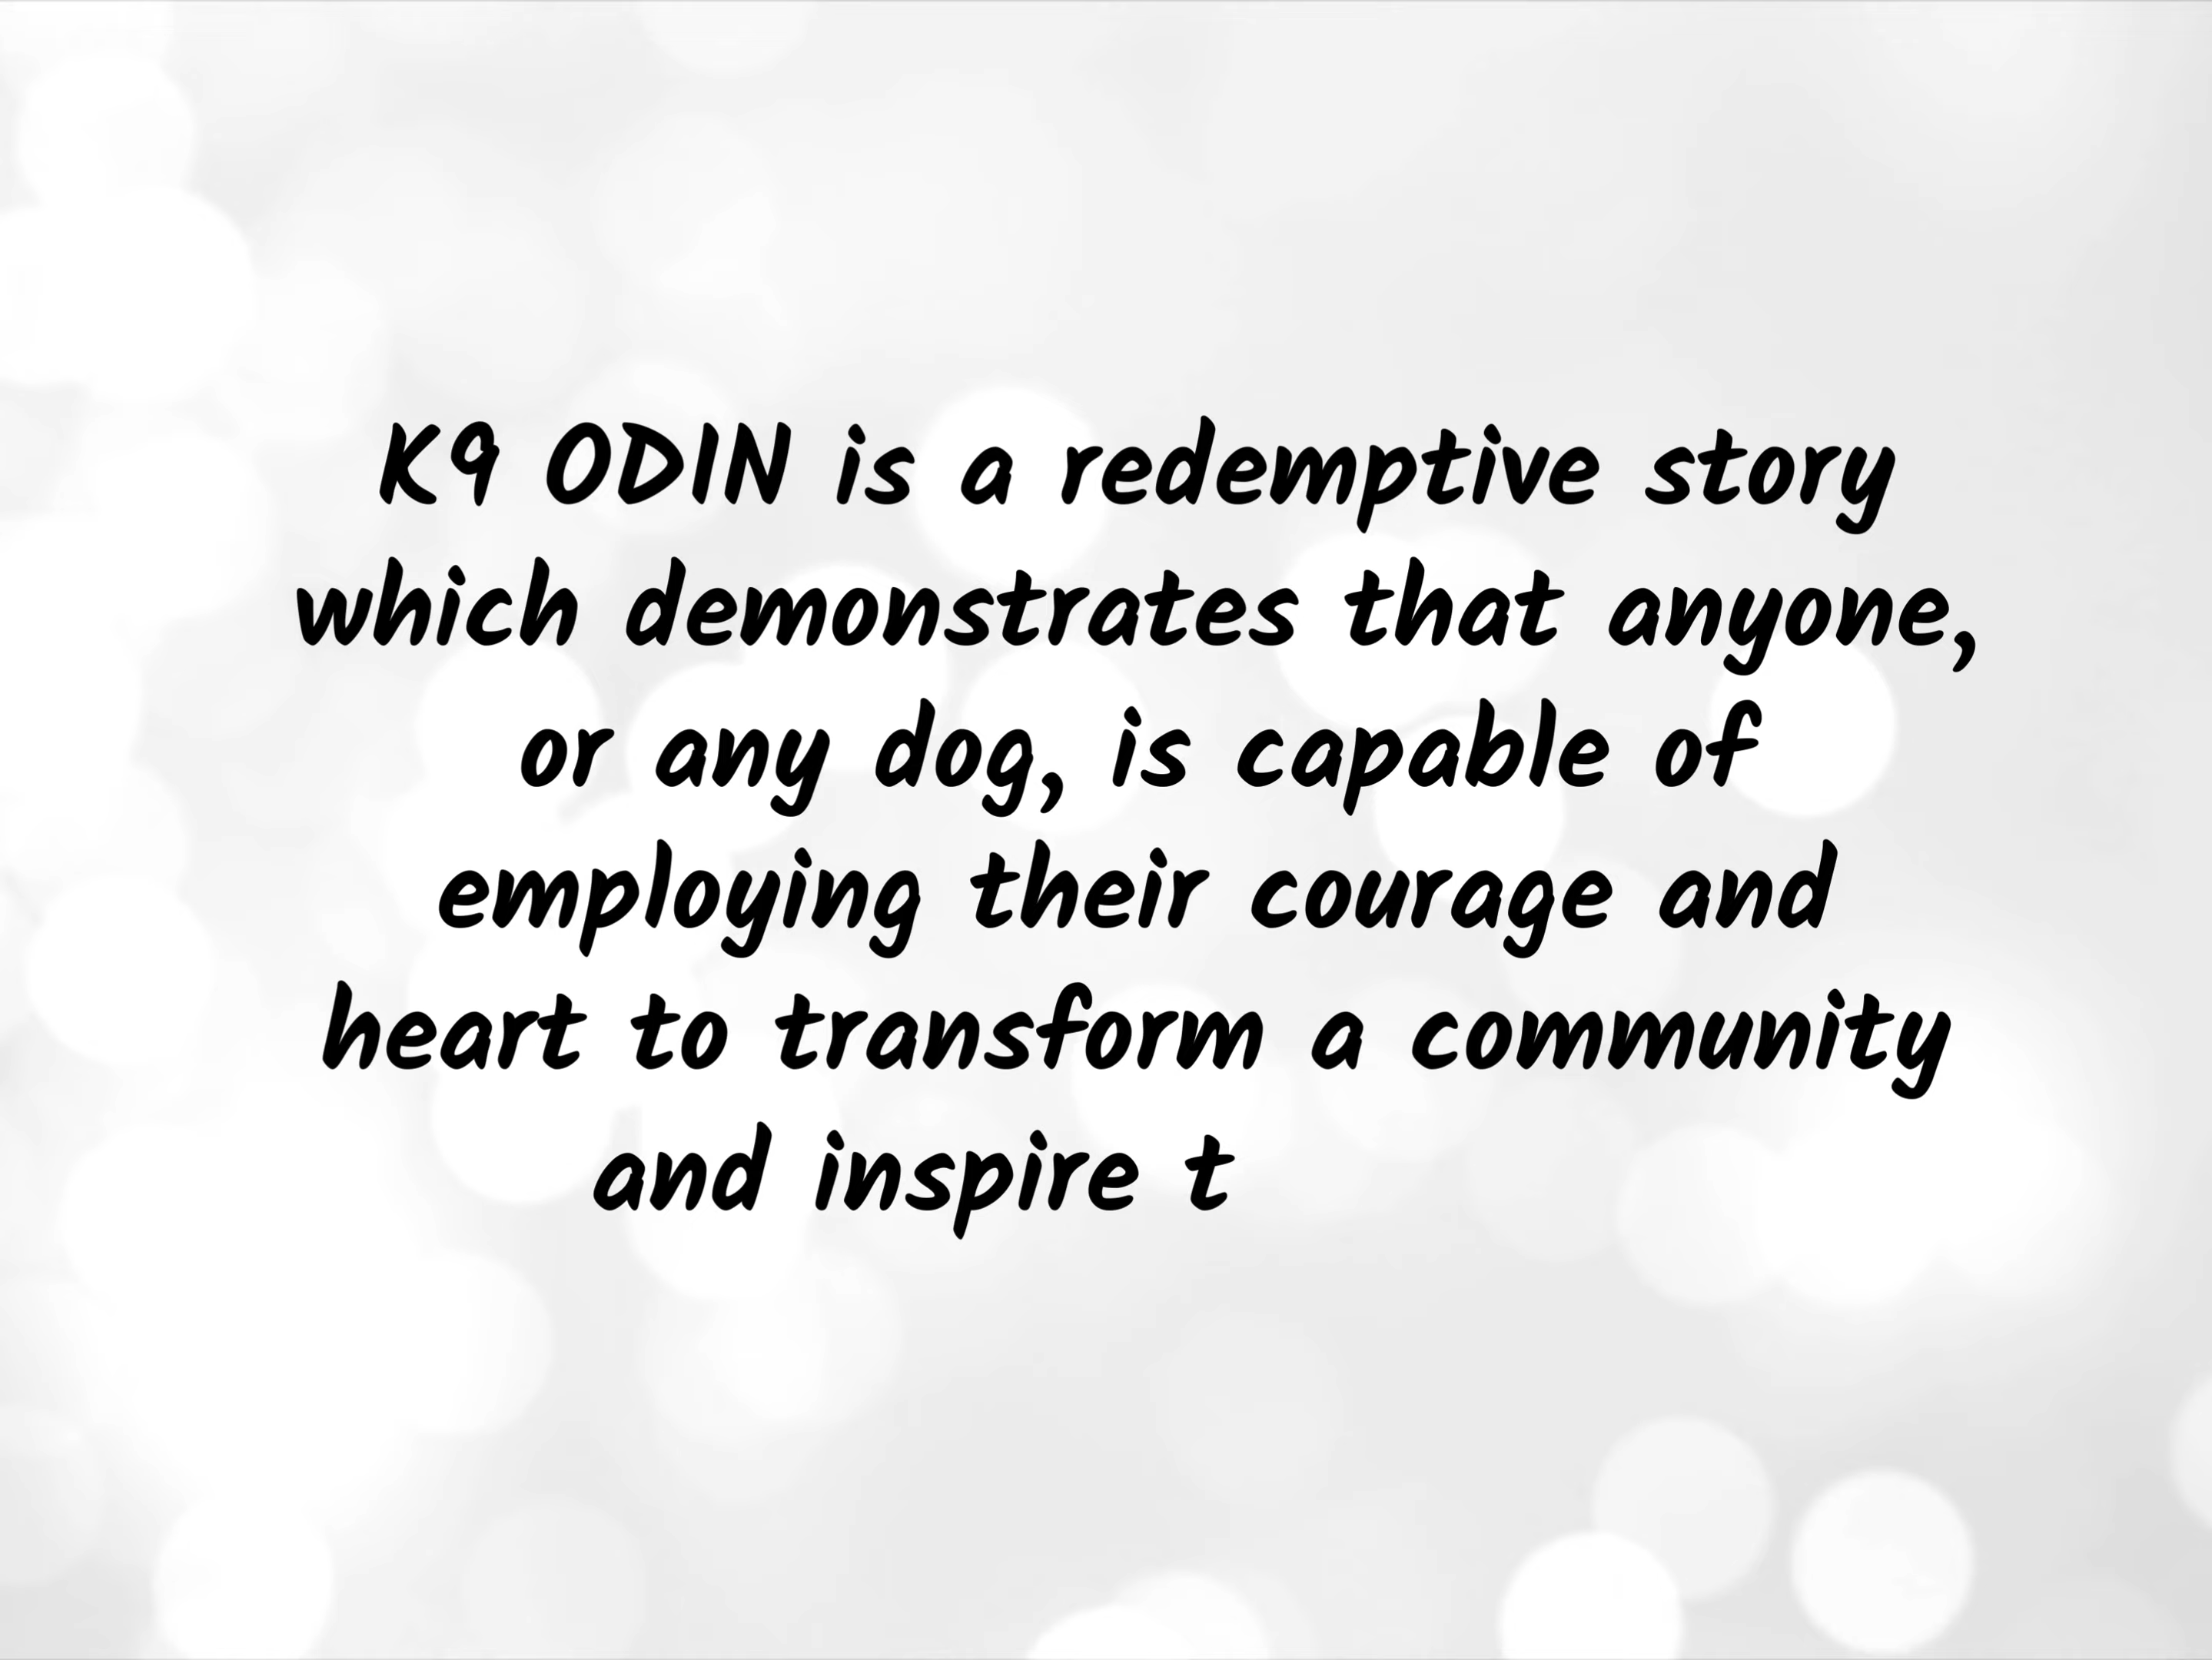 K9 ODIN is a redemptive story
which demonstrates that anyone,
or any dog, is capable of
employing their courage and
heart to transform a community
and inspire t